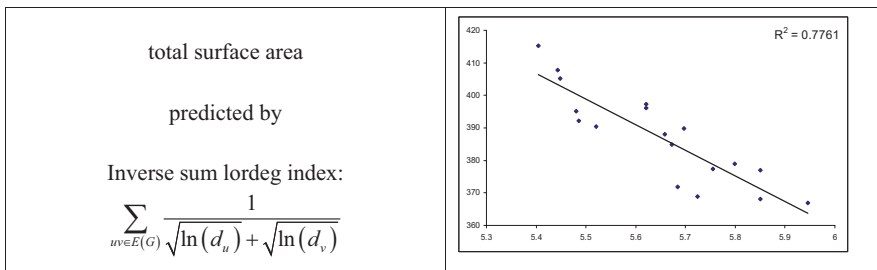 total surface area
predicted by
Inverse sum lordeg index:
∑ uv∈E(G) 1 / √ln(d_u) + √ln(d_v)
R² = 0.7761
420
410
400
390
380
370
360
5.3 5.4 5.5 5.6 5.7 5.8 5.9 6